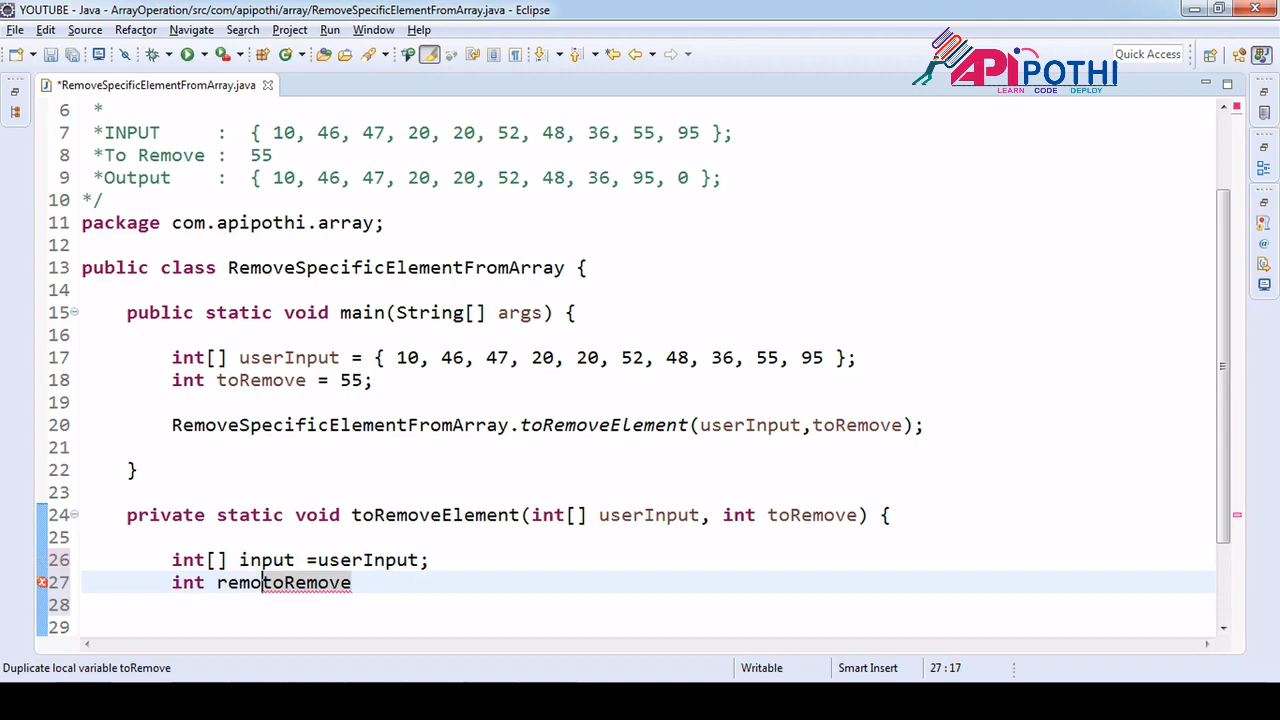 YOUTUBE - Java - ArrayOperation/src/com/apipothi/array/RemoveSpecificElementFromArray.java - Eclipse
File Edit Source Refactor Navigate Search Project Run Window Help
Quick Access
APIPOTHI
LEARN CODE DEPLOY
*RemoveSpecificElementFromArray.java
6 *
7 *INPUT : { 10, 46, 47, 20, 20, 52, 48, 36, 55, 95 };
8 *To Remove : 55
9 *Output : { 10, 46, 47, 20, 20, 52, 48, 36, 95, 0 };
10 */
11 package com.apipothi.array;
12
13 public class RemoveSpecificElementFromArray {
14
15 public static void main(String[] args) {
16
17 int[] userInput = { 10, 46, 47, 20, 20, 52, 48, 36, 55, 95 };
18 int toRemove = 55;
19
20 RemoveSpecificElementFromArray.toRemoveElement(userInput,toRemove);
21
22 }
23
24 private static void toRemoveElement(int[] userInput, int toRemove) {
25
26 int[] input =userInput;
27 int remotoRemove
28
29
Duplicate local variable toRemove Writable Smart Insert 27 : 17